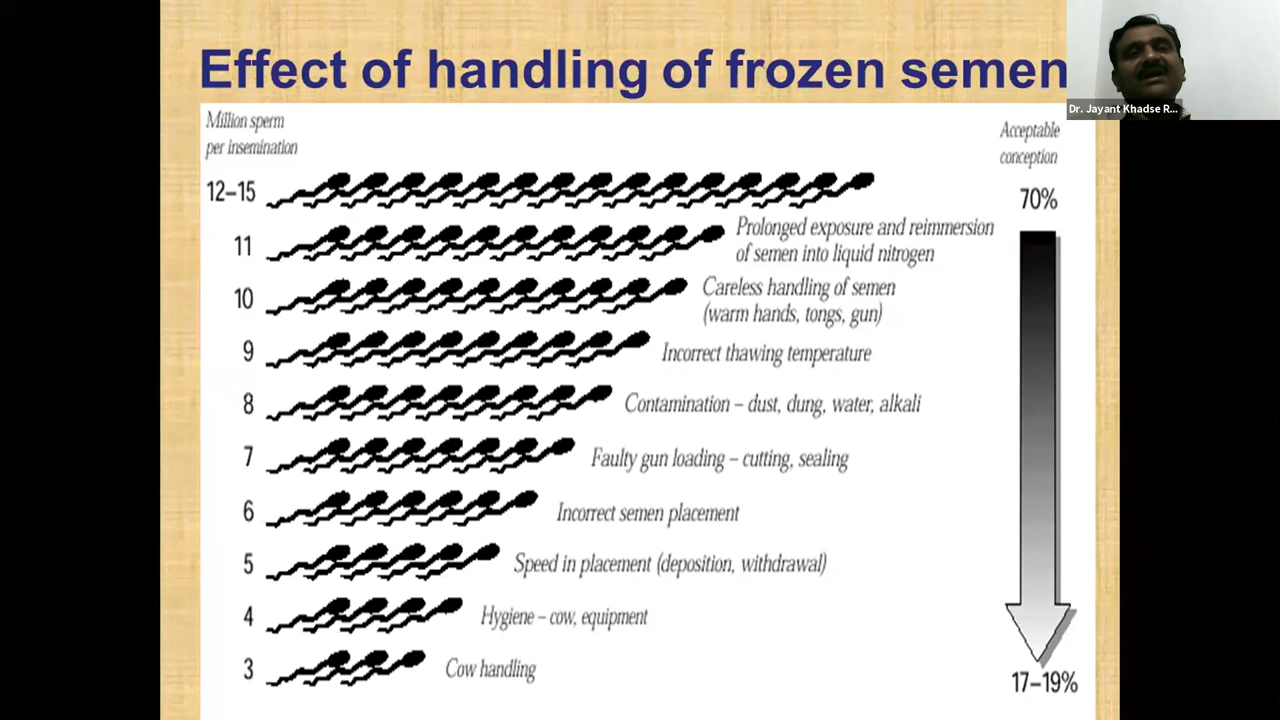 Effect of handling of frozen semen
Dr. Jayant Khadse R...
Million sperm
per insemination
Acceptable
conception
12–15
70%
11
Prolonged exposure and reimmersion
of semen into liquid nitrogen
10
Careless handling of semen
(warm hands, tongs, gun)
9
Incorrect thawing temperature
8
Contamination – dust, dung, water, alkali
7
Faulty gun loading – cutting, sealing
6
Incorrect semen placement
5
Speed in placement (deposition, withdrawal)
4
Hygiene – cow, equipment
3
Cow handling
17–19%